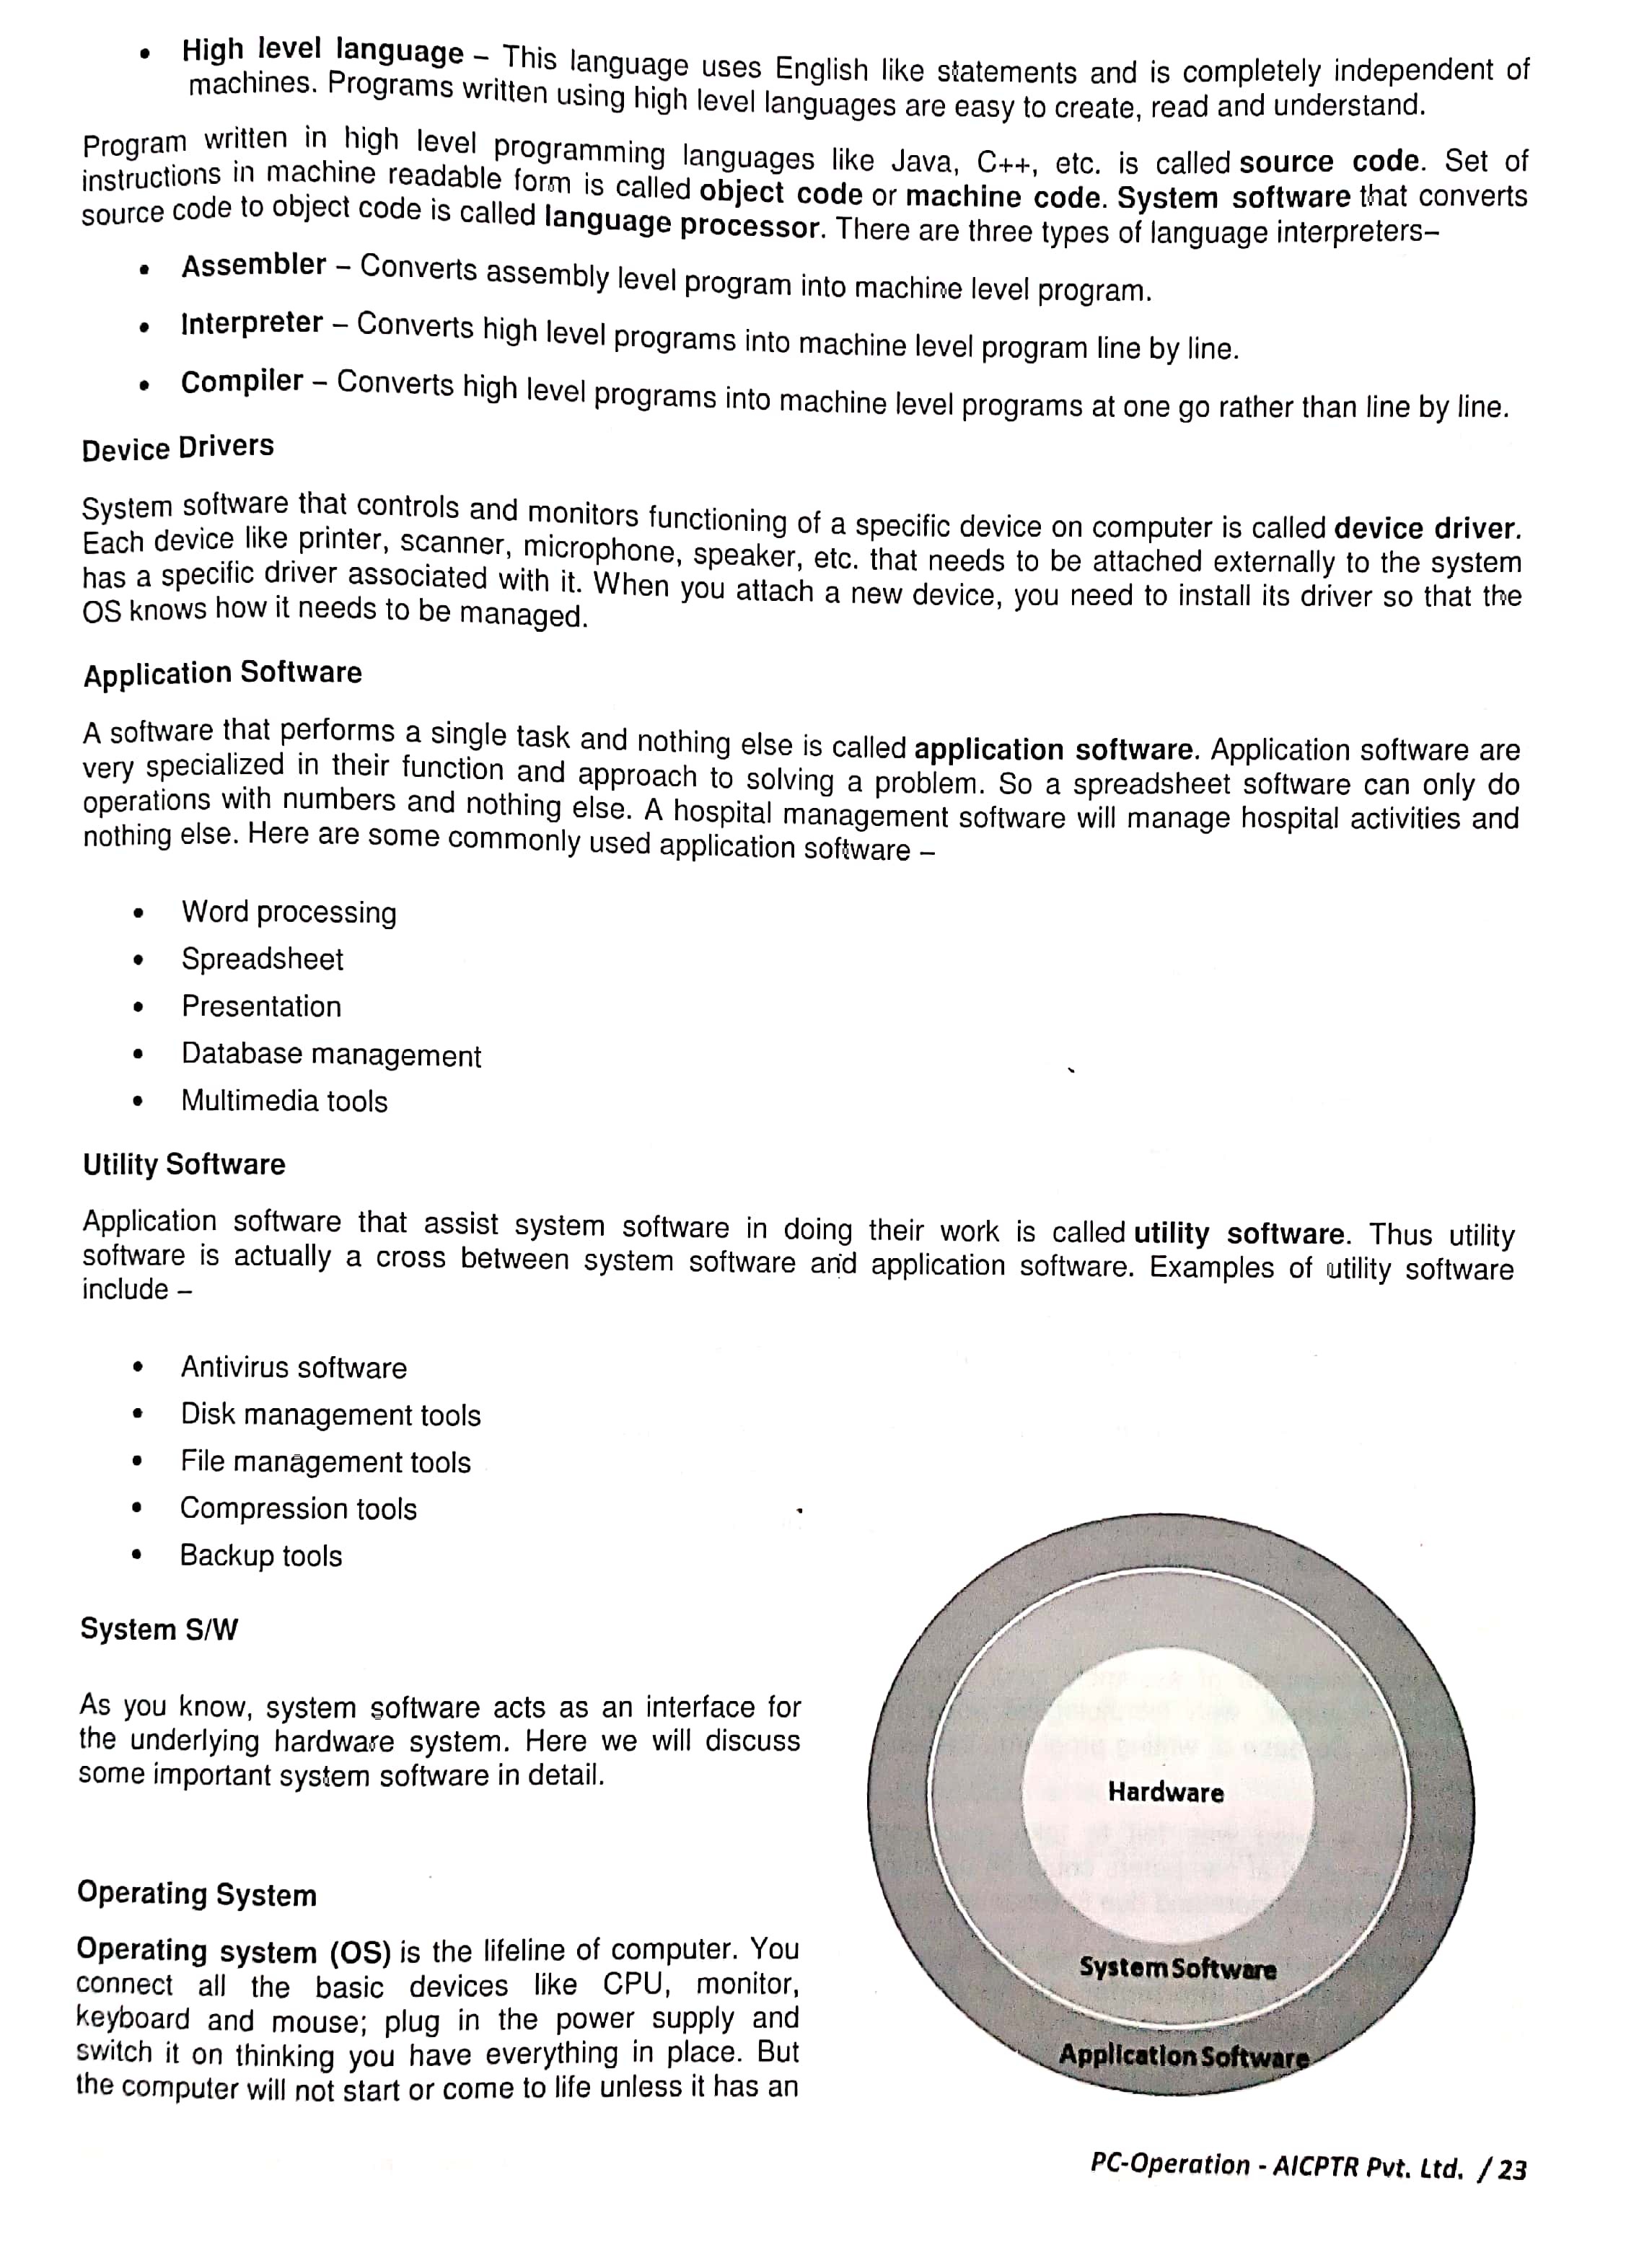 • High level language – This language uses English like statements and is completely independent of
machines. Programs written using high level languages are easy to create, read and understand.
Program written in high level programming languages like Java, C++, etc. is called source code. Set of
instructions in machine readable form is called object code or machine code. System software that converts
source code to object code is called language processor. There are three types of language interpreters–
• Assembler – Converts assembly level program into machine level program.
• Interpreter – Converts high level programs into machine level program line by line.
• Compiler – Converts high level programs into machine level programs at one go rather than line by line.
Device Drivers
System software that controls and monitors functioning of a specific device on computer is called device driver.
Each device like printer, scanner, microphone, speaker, etc. that needs to be attached externally to the system
has a specific driver associated with it. When you attach a new device, you need to install its driver so that the
OS knows how it needs to be managed.
Application Software
A software that performs a single task and nothing else is called application software. Application software are
very specialized in their function and approach to solving a problem. So a spreadsheet software can only do
operations with numbers and nothing else. A hospital management software will manage hospital activities and
nothing else. Here are some commonly used application software –
• Word processing
• Spreadsheet
• Presentation
• Database management
• Multimedia tools
Utility Software
Application software that assist system software in doing their work is called utility software. Thus utility
software is actually a cross between system software and application software. Examples of utility software
include –
• Antivirus software
• Disk management tools
• File management tools
• Compression tools
• Backup tools
System S/W
As you know, system software acts as an interface for
the underlying hardware system. Here we will discuss
some important system software in detail.
Operating System
Operating system (OS) is the lifeline of computer. You
connect all the basic devices like CPU, monitor,
keyboard and mouse; plug in the power supply and
switch it on thinking you have everything in place. But
the computer will not start or come to life unless it has an
Hardware
System Software
Application Software
PC-Operation - AICPTR Pvt. Ltd. / 23